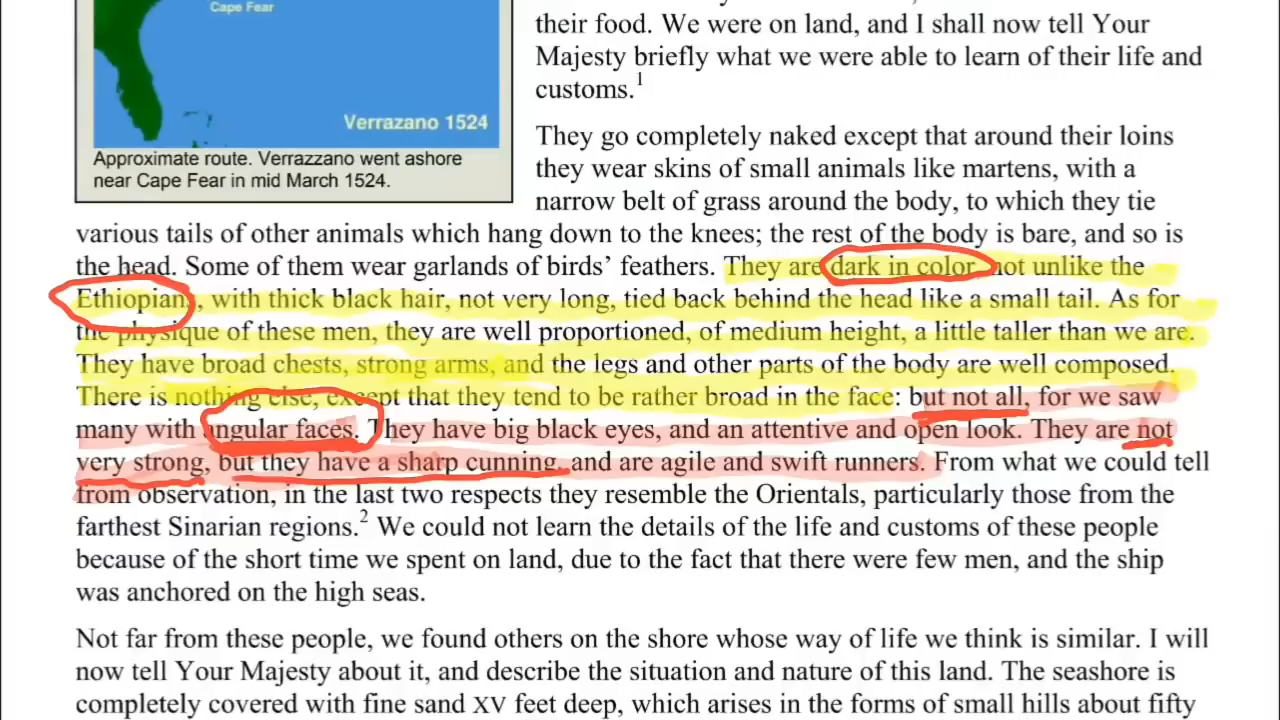 Cape Fear
Verrazano 1524
Approximate route. Verrazzano went ashore
near Cape Fear in mid March 1524.
their food. We were on land, and I shall now tell Your
Majesty briefly what we were able to learn of their life and
customs.1
They go completely naked except that around their loins
they wear skins of small animals like martens, with a
narrow belt of grass around the body, to which they tie
various tails of other animals which hang down to the knees; the rest of the body is bare, and so is
the head. Some of them wear garlands of birds’ feathers. They are dark in color, not unlike the
Ethiopians, with thick black hair, not very long, tied back behind the head like a small tail. As for
the physique of these men, they are well proportioned, of medium height, a little taller than we are.
They have broad chests, strong arms, and the legs and other parts of the body are well composed.
There is nothing else, except that they tend to be rather broad in the face: but not all, for we saw
many with angular faces. They have big black eyes, and an attentive and open look. They are not
very strong, but they have a sharp cunning, and are agile and swift runners. From what we could tell
from observation, in the last two respects they resemble the Orientals, particularly those from the
farthest Sinarian regions.2 We could not learn the details of the life and customs of these people
because of the short time we spent on land, due to the fact that there were few men, and the ship
was anchored on the high seas.
Not far from these people, we found others on the shore whose way of life we think is similar. I will
now tell Your Majesty about it, and describe the situation and nature of this land. The seashore is
completely covered with fine sand XV feet deep, which arises in the forms of small hills about fifty